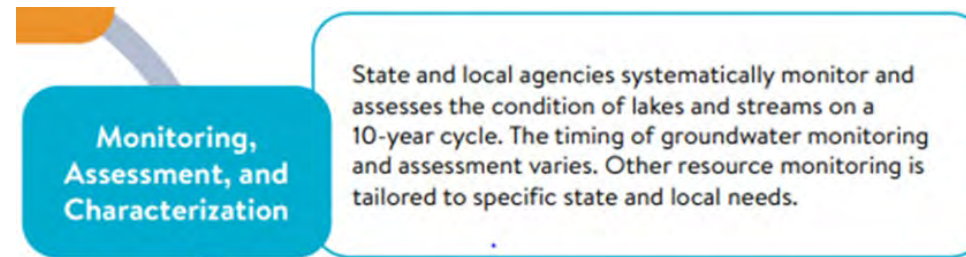 Monitoring,
Assessment, and
Characterization
State and local agencies systematically monitor and
assesses the condition of lakes and streams on a
10-year cycle. The timing of groundwater monitoring
and assessment varies. Other resource monitoring is
tailored to specific state and local needs.